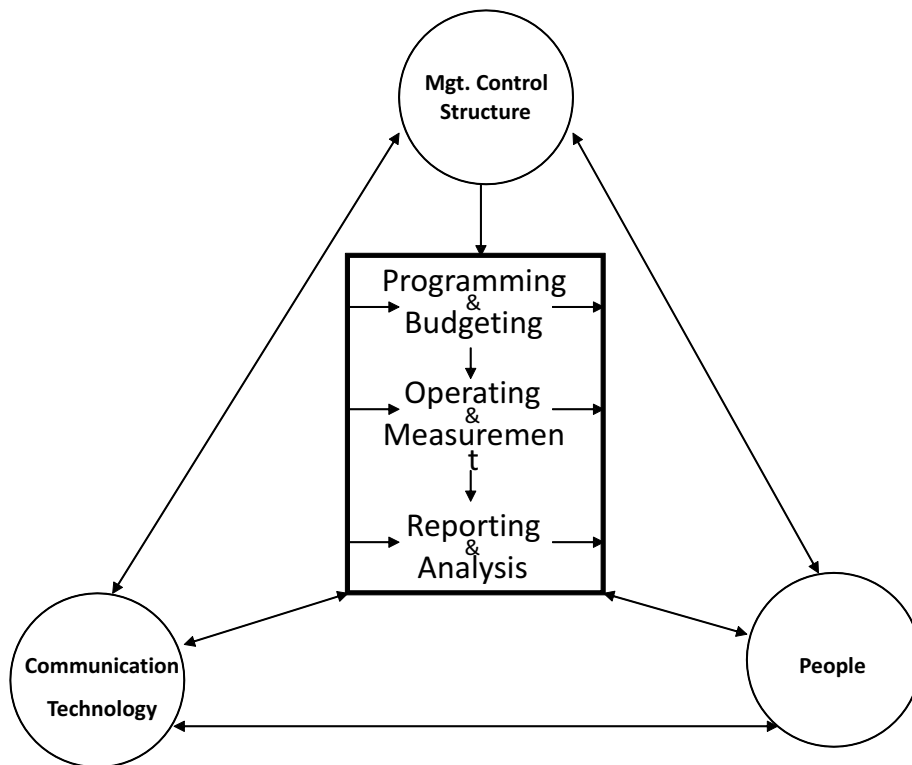 Mgt. Control
Structure
Programming
&
Budgeting
Operating
&
Measuremen
t
Reporting
&
Analysis
Communication
Technology
People